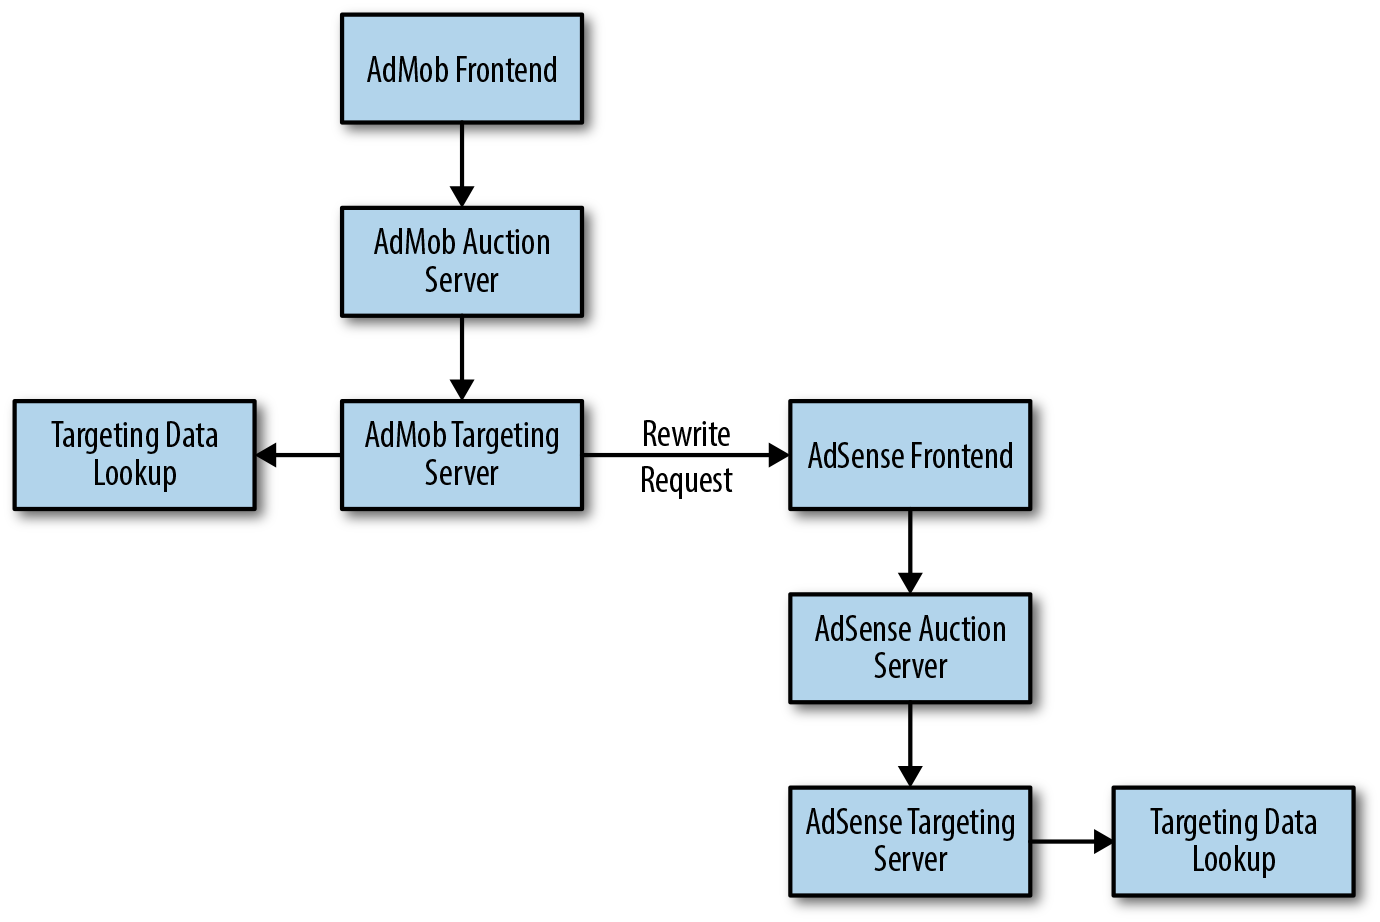 AdMob Frontend
AdMob Auction
Server
Targeting Data
Lookup
AdMob Targeting
Server
Rewrite
Request
AdSense Frontend
AdSense Auction
Server
AdSense Targeting
Server
Targeting Data
Lookup